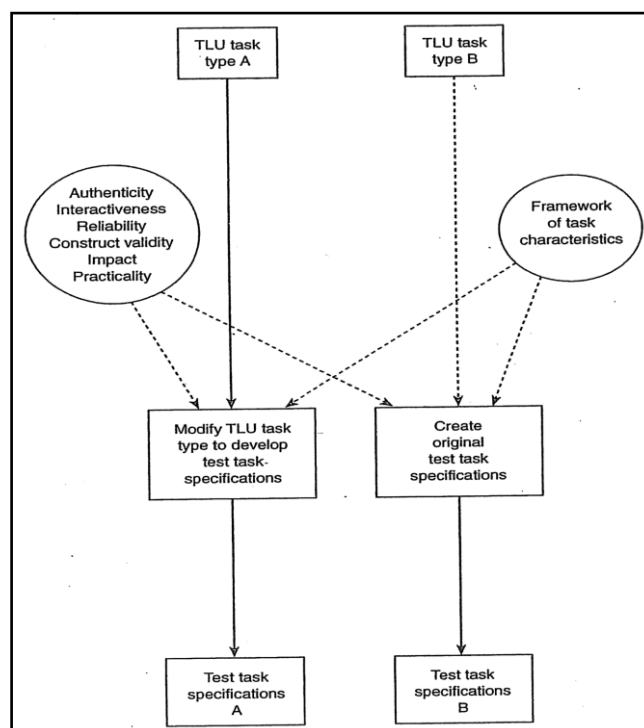 TLU task
type A
TLU task
type B
Authenticity
Interactiveness
Reliability
Construct validity
Impact
Practicality
Framework
of task
characteristics
Modify TLU task
type to develop
test task-
specifications
Create
original
test task
specifications
Test task
specifications
A
Test task
specifications
B